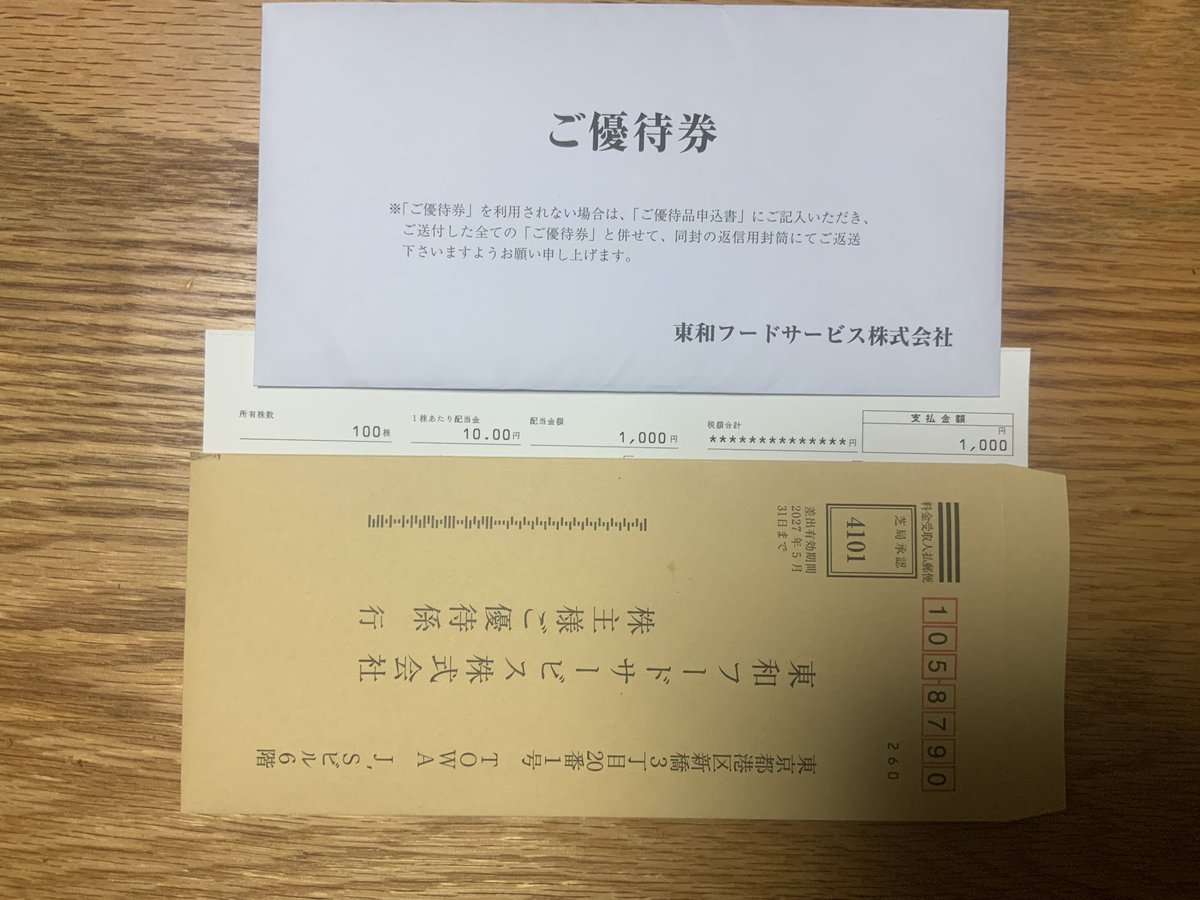 ご優待券
※「ご優待券」を利用されない場合は、「ご優待品申込書」にご記入いただき、
ご送付した全ての「ご優待券」と併せて、同封の返信用封筒にてご返送
下さいますようお願い申し上げます。
東和フードサービス株式会社
所有株数
100株
1株あたり配当金
10.00円
配当金額
1,000円
税額合計
**************円
支払金額
円
1,000
料金受取人払郵便
芝局承認
4101
差出有効期間
2027年5月
31日まで
1058790
260
東京都港区新橋3丁目20番1号 TOWA J,Sビル6階
東和フードサービス株式会社
株主様ご優待係 行